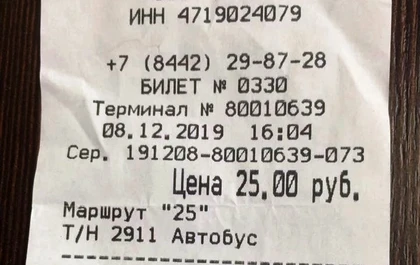 ИНН 4719024079
+7 (8442) 29-87-28
БИЛЕТ № 0330
Терминал № 80010639
08.12.2019 16:04
Сер. 191208-80010639-073
Цена 25.00 руб.
Маршрут "25"
Т/Н 2911 Автобус
--------------------